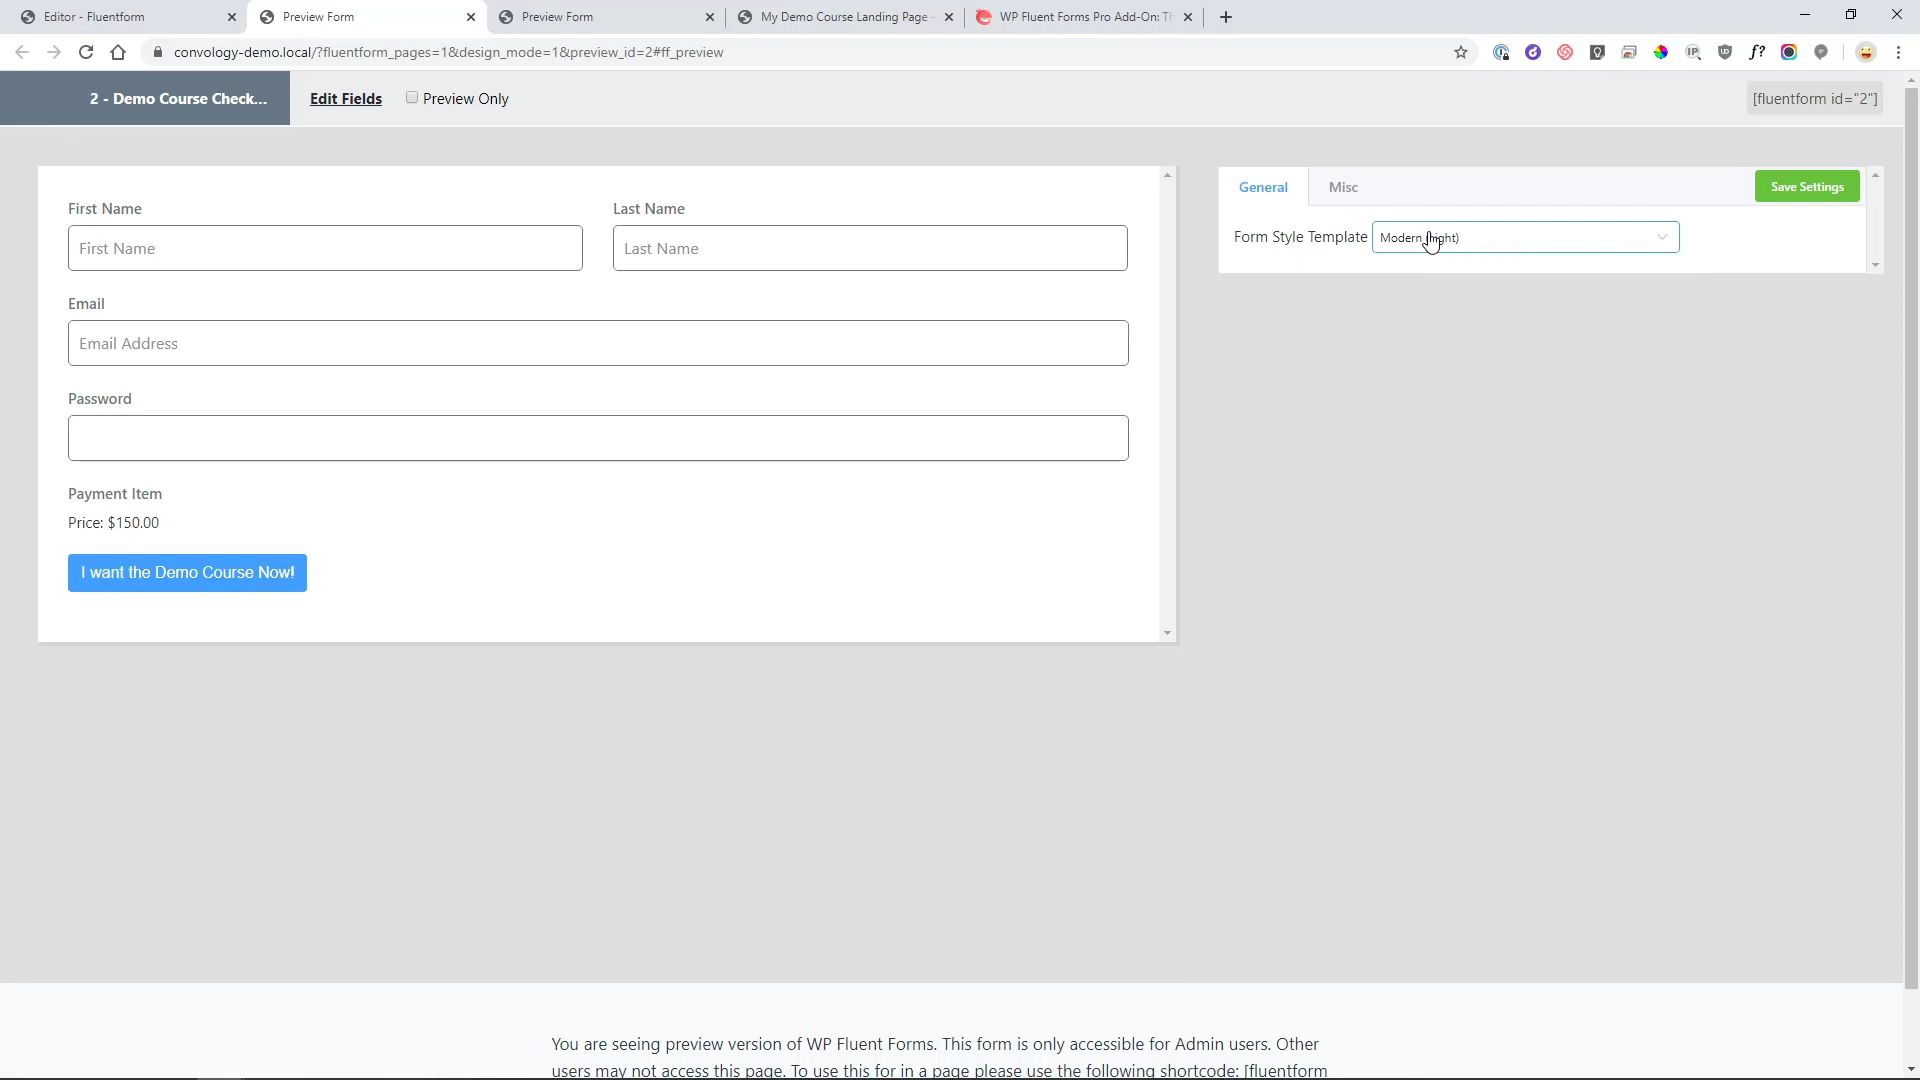 Editor - Fluentform
Preview Form
Preview Form
My Demo Course Landing Page -
WP Fluent Forms Pro Add-On: Th
convology-demo.local/?fluentform_pages=1&design_mode=1&preview_id=2#ff_preview
2 - Demo Course Check...
Edit Fields
Preview Only
[fluentform id="2"]
First Name
Last Name
First Name
Last Name
Email
Email Address
Password
Payment Item
Price: $150.00
I want the Demo Course Now!
General
Misc
Save Settings
Form Style Template
Modern
You are seeing preview version of WP Fluent Forms. This form is only accessible for Admin users. Other
users may not access this page. To use this for in a page please use the following shortcode: [fluentform